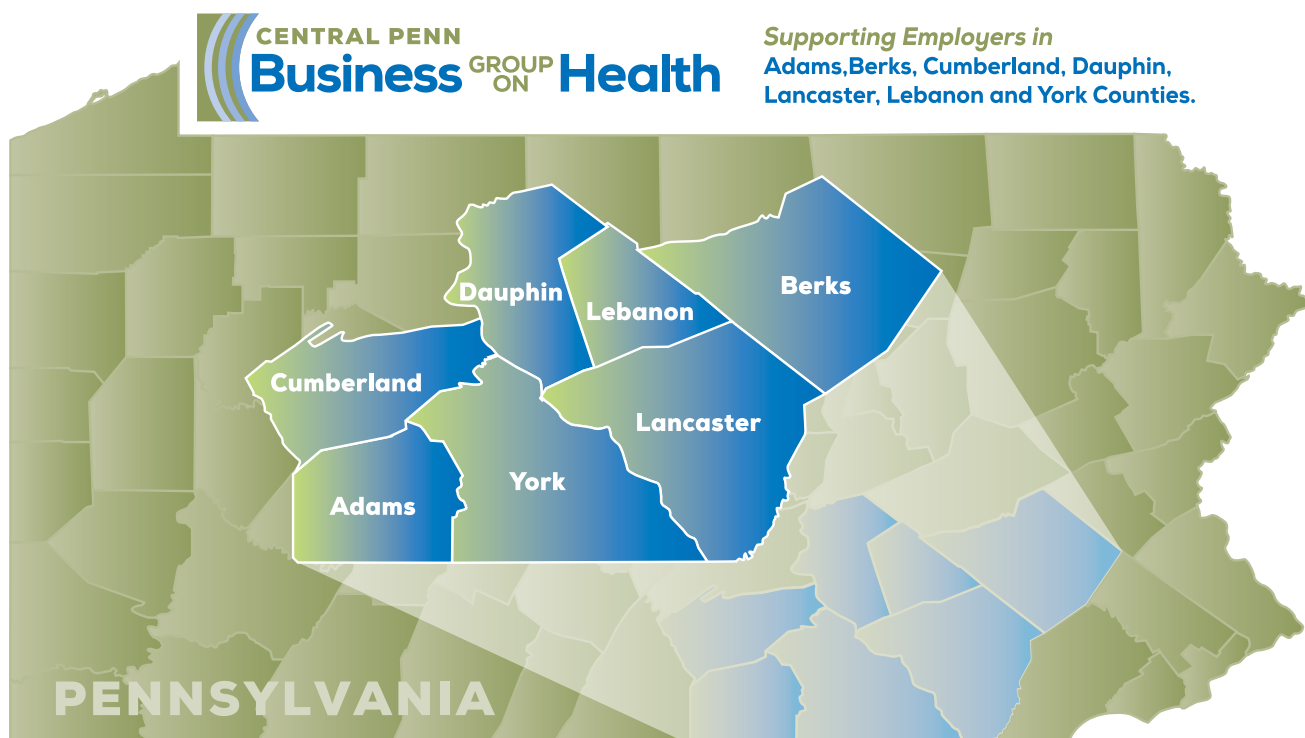 CENTRAL PENN
Business GROUP ON Health
Supporting Employers in
Adams,Berks, Cumberland, Dauphin,
Lancaster, Lebanon and York Counties.
Berks
Dauphin
Lebanon
Cumberland
Lancaster
York
Adams
PENNSYLVANIA